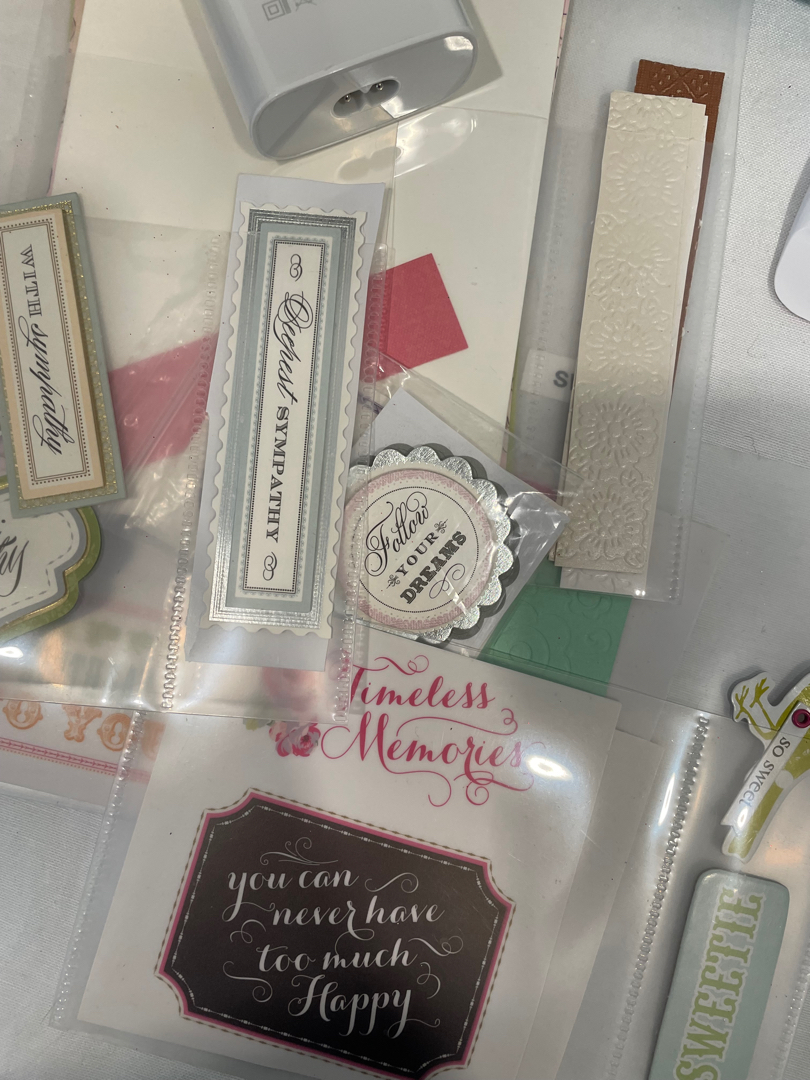 WITH sympathy
Deepest SYMPATHY
Follow
YOUR
DREAMS
Timeless
Memories
you can
never have
too much
Happy
SO SWEET
SWEETIE